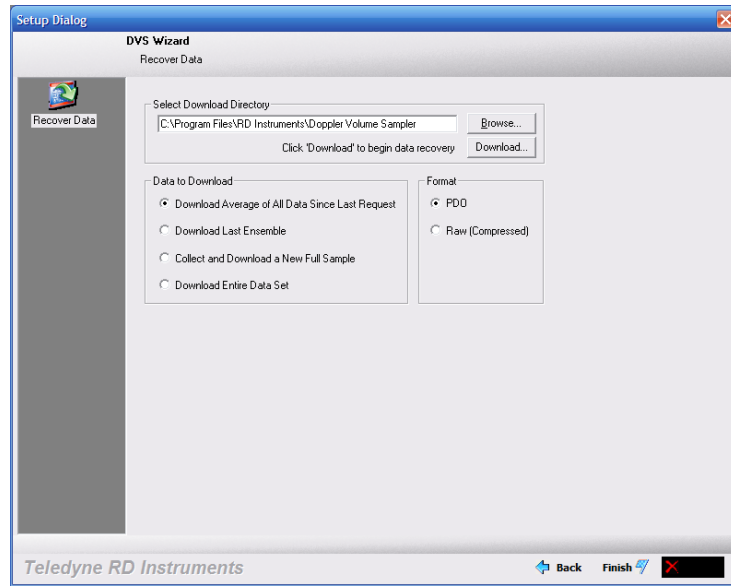 Setup Dialog
DVS Wizard
Recover Data
Recover Data
Select Download Directory
C:\Program Files\RD Instruments\Doppler Volume Sampler
Browse...
Click 'Download' to begin data recovery
Download...
Data to Download
Download Average of All Data Since Last Request
Download Last Ensemble
Collect and Download a New Full Sample
Download Entire Data Set
Format
PD0
Raw (Compressed)
Teledyne RD Instruments
Back
Finish